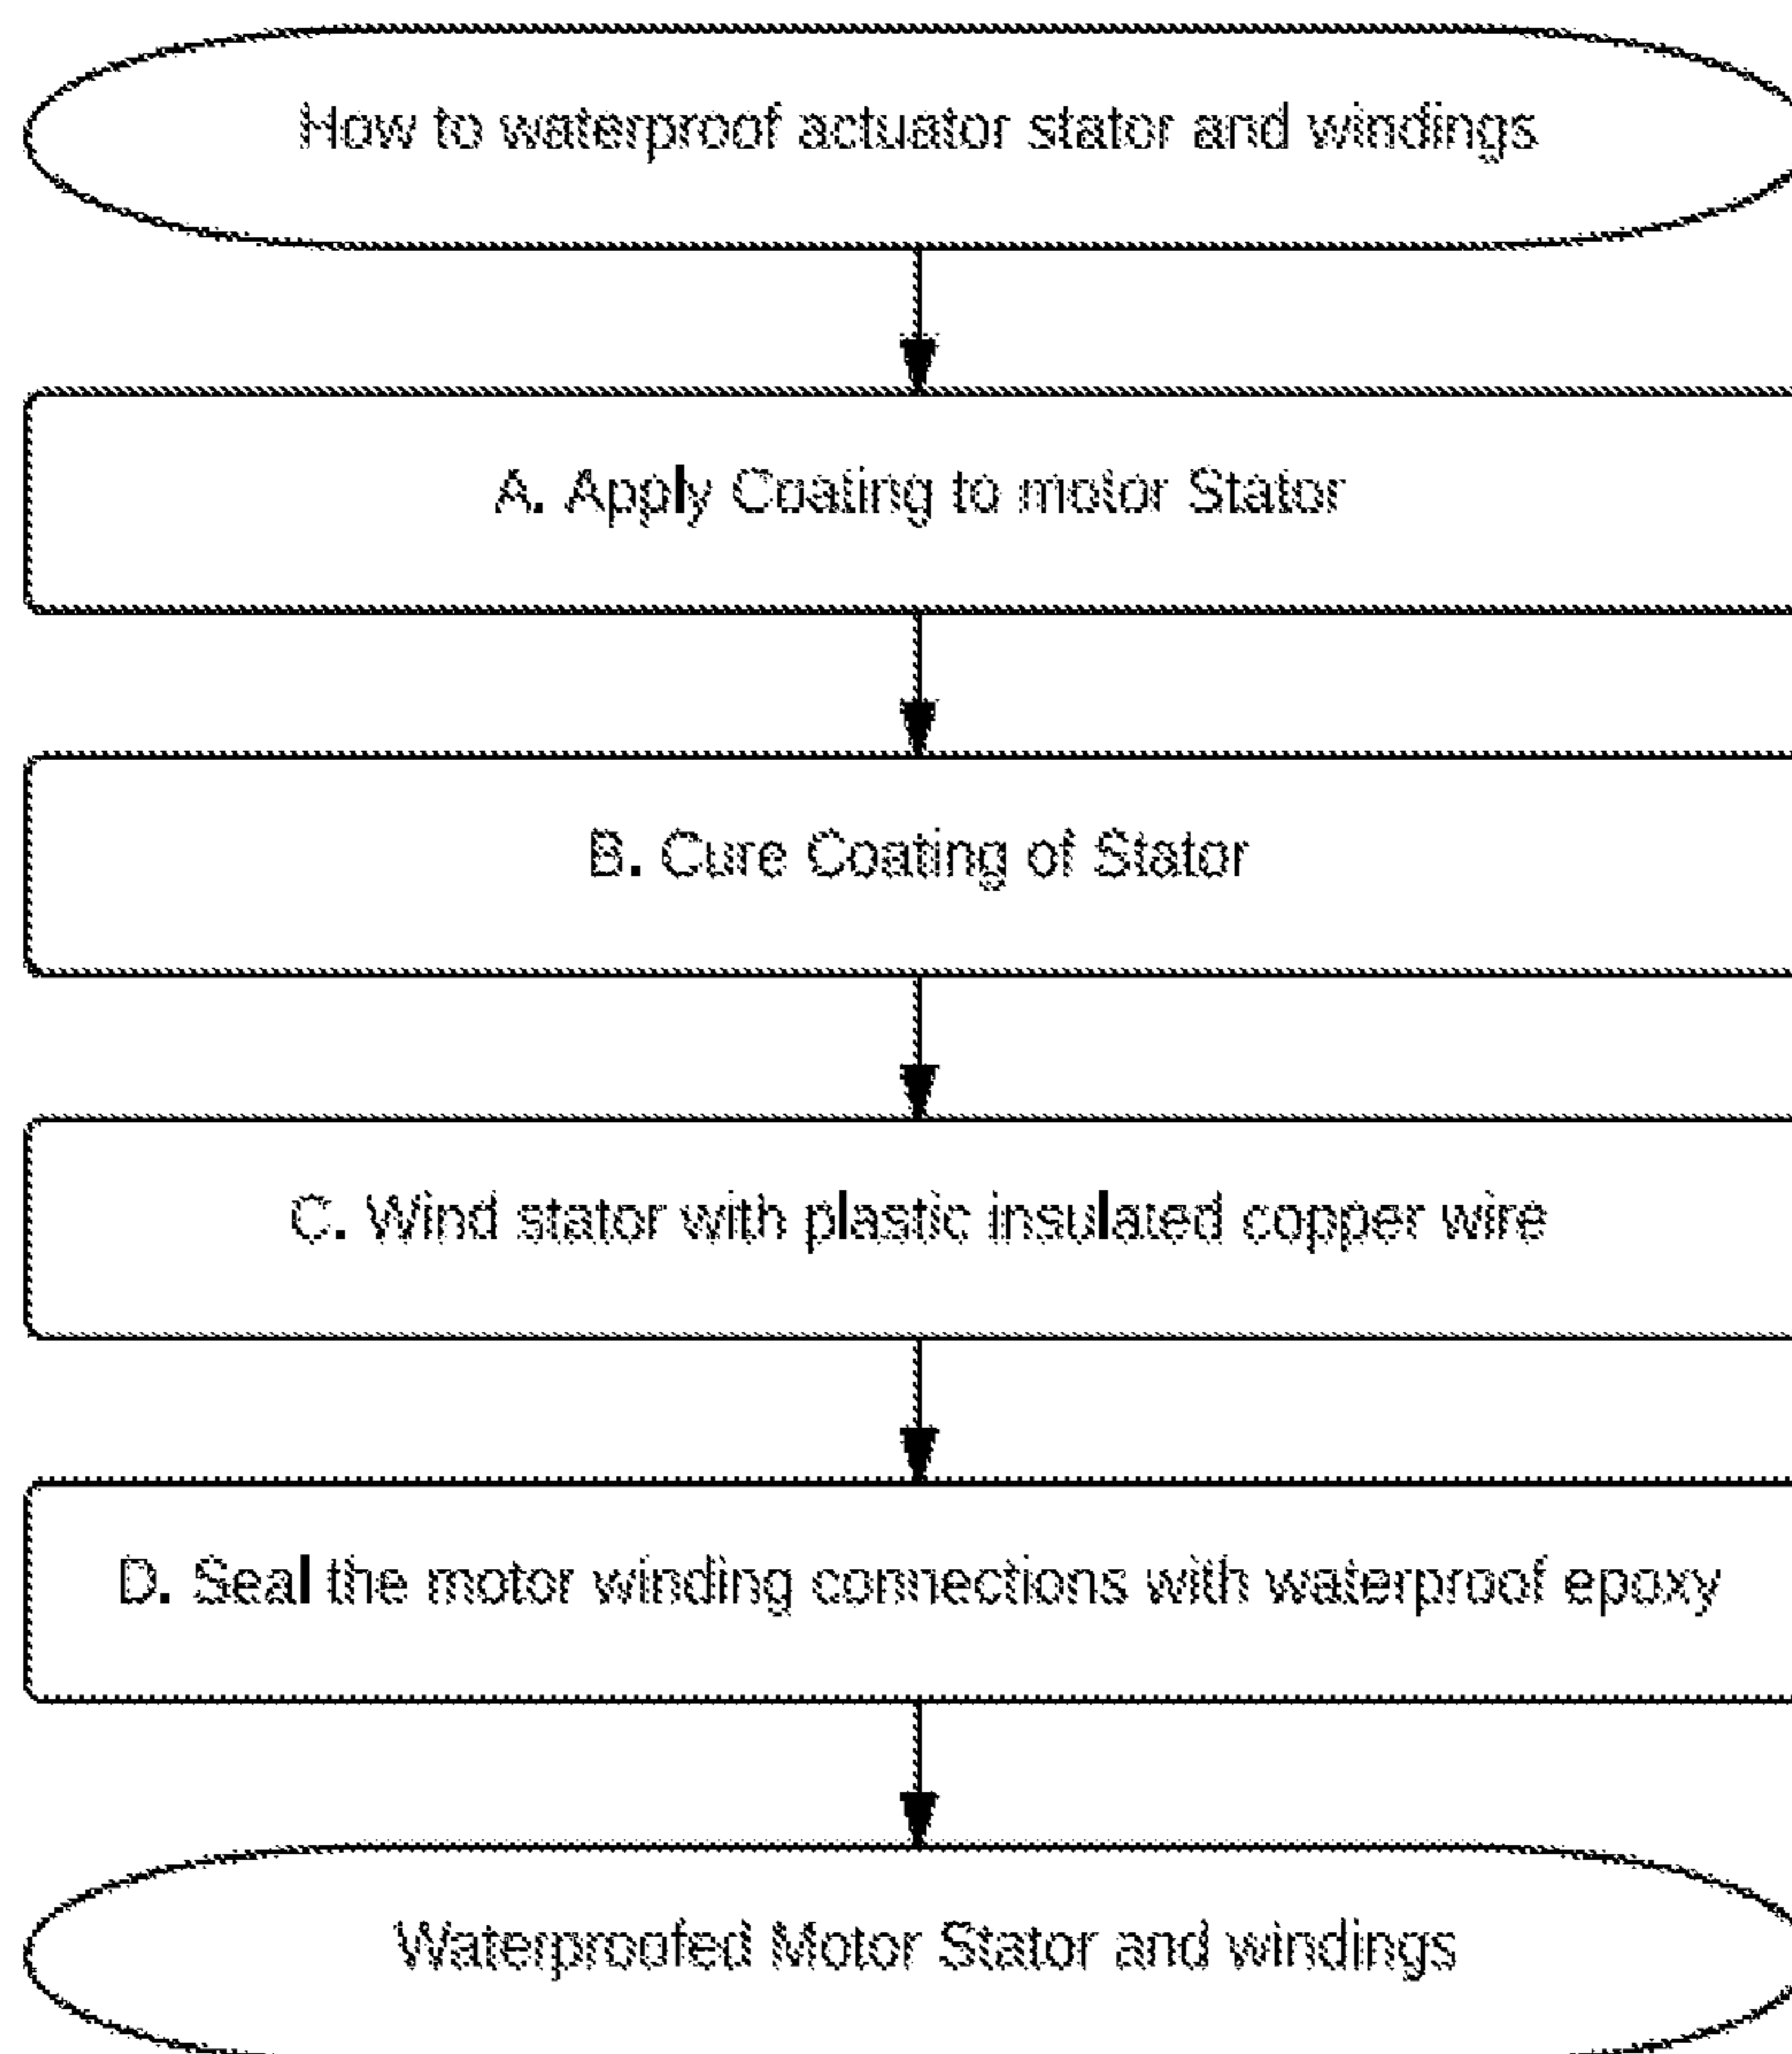 How to waterproof actuator stator and windings
A. Apply Coating to motor Stator
B. Cure Coating of Stator
C. Wind stator with plastic insulated copper wire
D. Seal the motor winding connections with waterproof epoxy
Waterproofed Motor Stator and windings